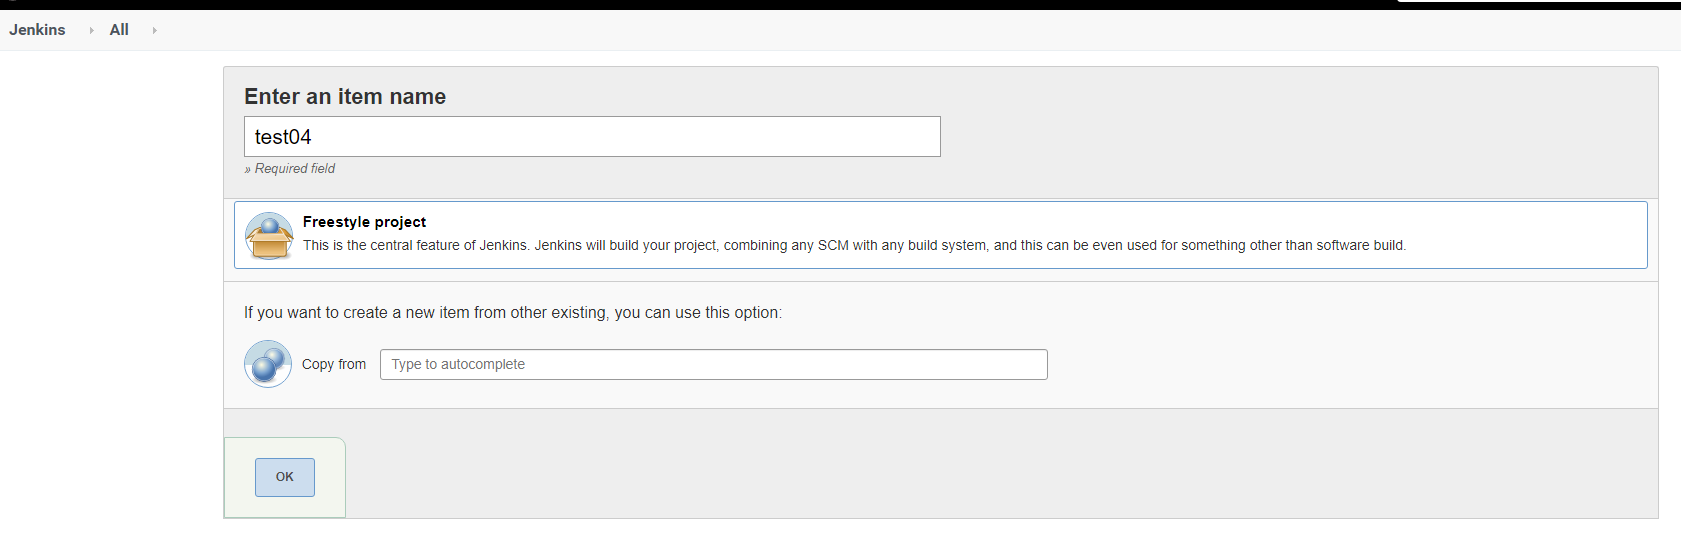 Jenkins All
Enter an item name
test04
» Required field
Freestyle project
This is the central feature of Jenkins. Jenkins will build your project, combining any SCM with any build system, and this can be even used for something other than software build.
If you want to create a new item from other existing, you can use this option:
Copy from Type to autocomplete
OK